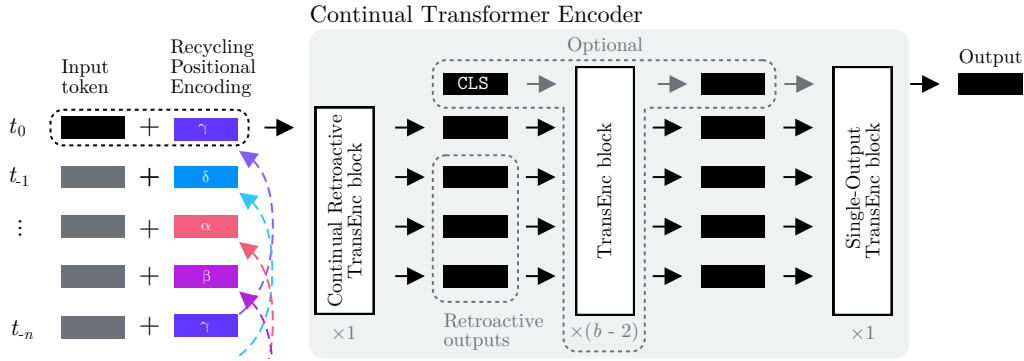 Continual Transformer Encoder
Input
token
Recycling
Positional
Encoding
Optional
Output
CLS
t0
+
γ
t-1
+
δ
⋮
+
α
+
β
t-n
+
γ
Continual Retroactive
TransEnc block
×1
Retroactive
outputs
TransEnc block
×(b - 2)
Single-Output
TransEnc block
×1